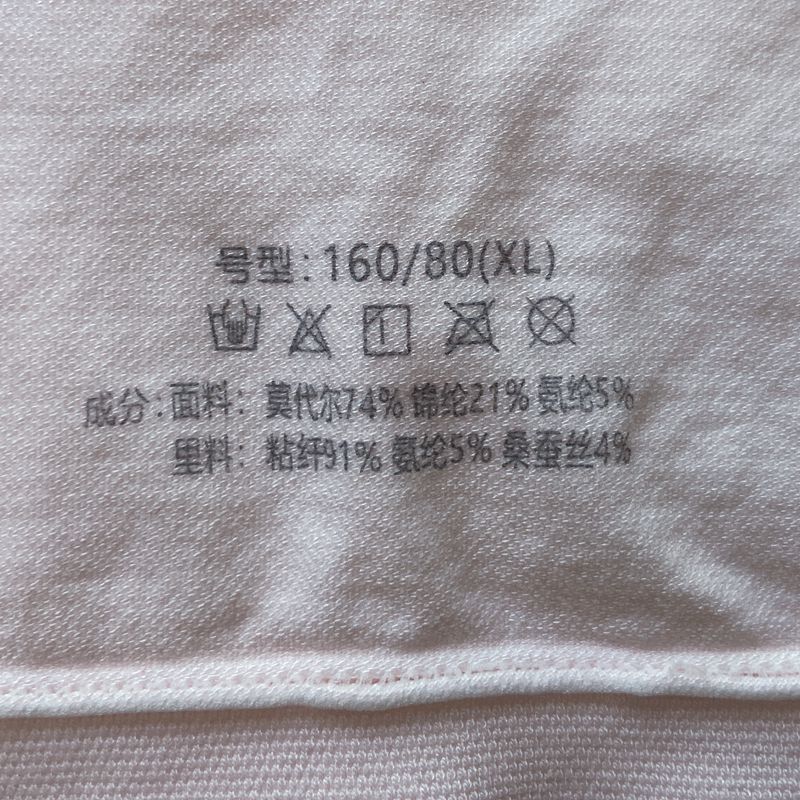 号型:160/80(XL)
成分:面料: 莫代尔74% 锦纶21% 氨纶5%
里料: 粘纤91% 氨纶5% 桑蚕丝4%